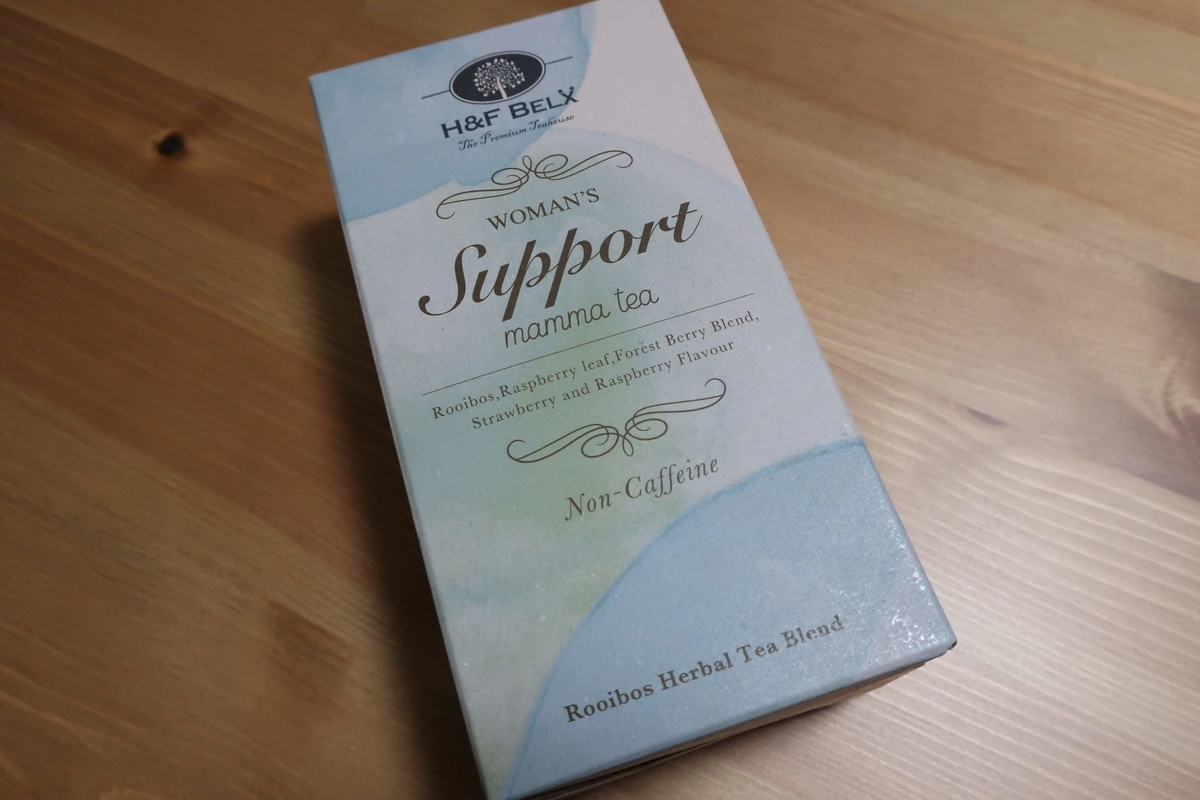 H&F BELX
The Premium Teahouse
WOMAN'S
Support
mamma tea
Rooibos,Raspberry leaf,Forest Berry Blend,
Strawberry and Raspberry Flavour
Non-Caffeine
Rooibos Herbal Tea Blend